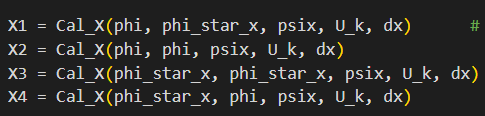 X1 = Cal_X(phi, phi_star_x, psix, U_k, dx) #
X2 = Cal_X(phi, phi, psix, U_k, dx)
X3 = Cal_X(phi_star_x, phi_star_x, psix, U_k, dx)
X4 = Cal_X(phi_star_x, phi, psix, U_k, dx)